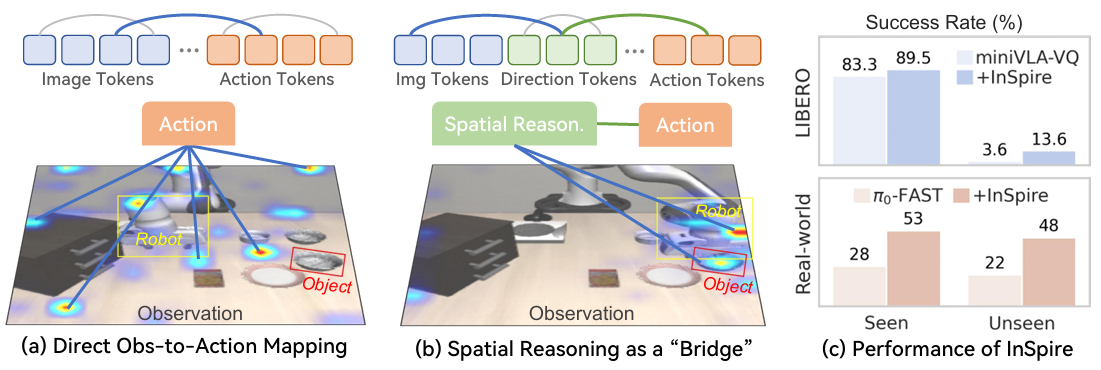 Image Tokens
...
Action Tokens
Action
Robot
Object
Observation
(a) Direct Obs-to-Action Mapping
Img Tokens
Direction Tokens
...
Action Tokens
Spatial Reason.
Action
Robot
Object
Observation
(b) Spatial Reasoning as a “Bridge”
Success Rate (%)
LIBERO
83.3
89.5
miniVLA-VQ
+InSpire
3.6
13.6
Real-world
π₀-FAST
+InSpire
28
53
22
48
Seen
Unseen
(c) Performance of InSpire